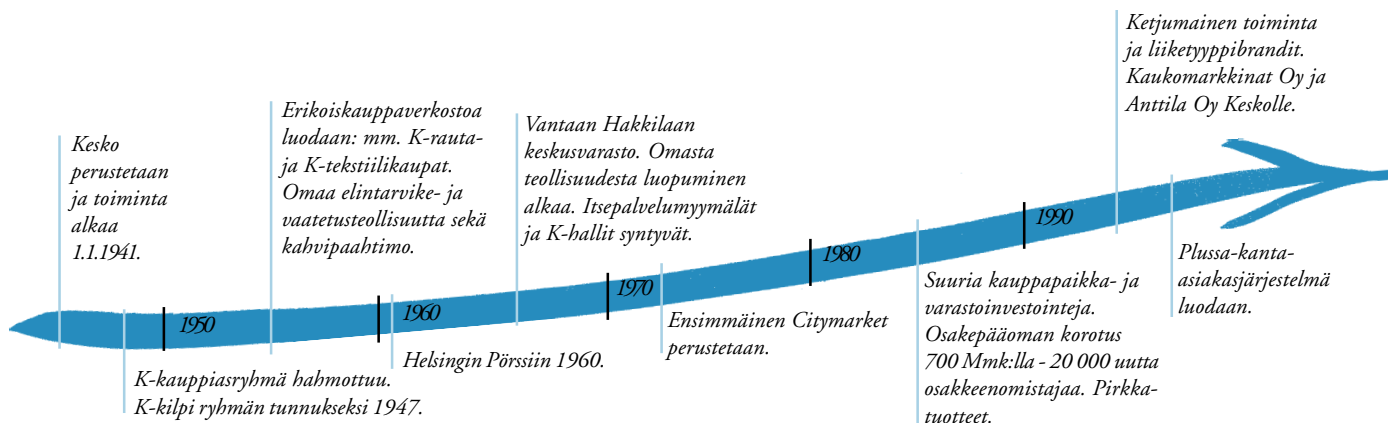 Kesko
perustetaan
ja toiminta
alkaa
1.1.1941.
K-kauppiasryhmä hahmottuu.
K-kilpi ryhmän tunnukseksi 1947.
1950
Erikoiskauppaverkostoa
luodaan: mm. K-rauta-
ja K-tekstiilikaupat.
Omaa elintarvike- ja
vaatetusteollisuutta sekä
kahvipaahtimo.
1960
Helsingin Pörssiin 1960.
Vantaan Hakkilaan
keskusvarasto. Omasta
teollisuudesta luopuminen
alkaa. Itsepalvelumyymälät
ja K-hallit syntyvät.
1970
Ensimmäinen Citymarket
perustetaan.
1980
Suuria kauppapaikka- ja
varastoinvestointeja.
Osakepääoman korotus
700 Mmk:lla - 20 000 uutta
osakkeenomistajaa. Pirkka-
tuotteet.
1990
Ketjumainen toiminta
ja liiketyyppibrandit.
Kaukomarkkinat Oy ja
Anttila Oy Keskolle.
Plussa-kanta-
asiakasjärjestelmä
luodaan.